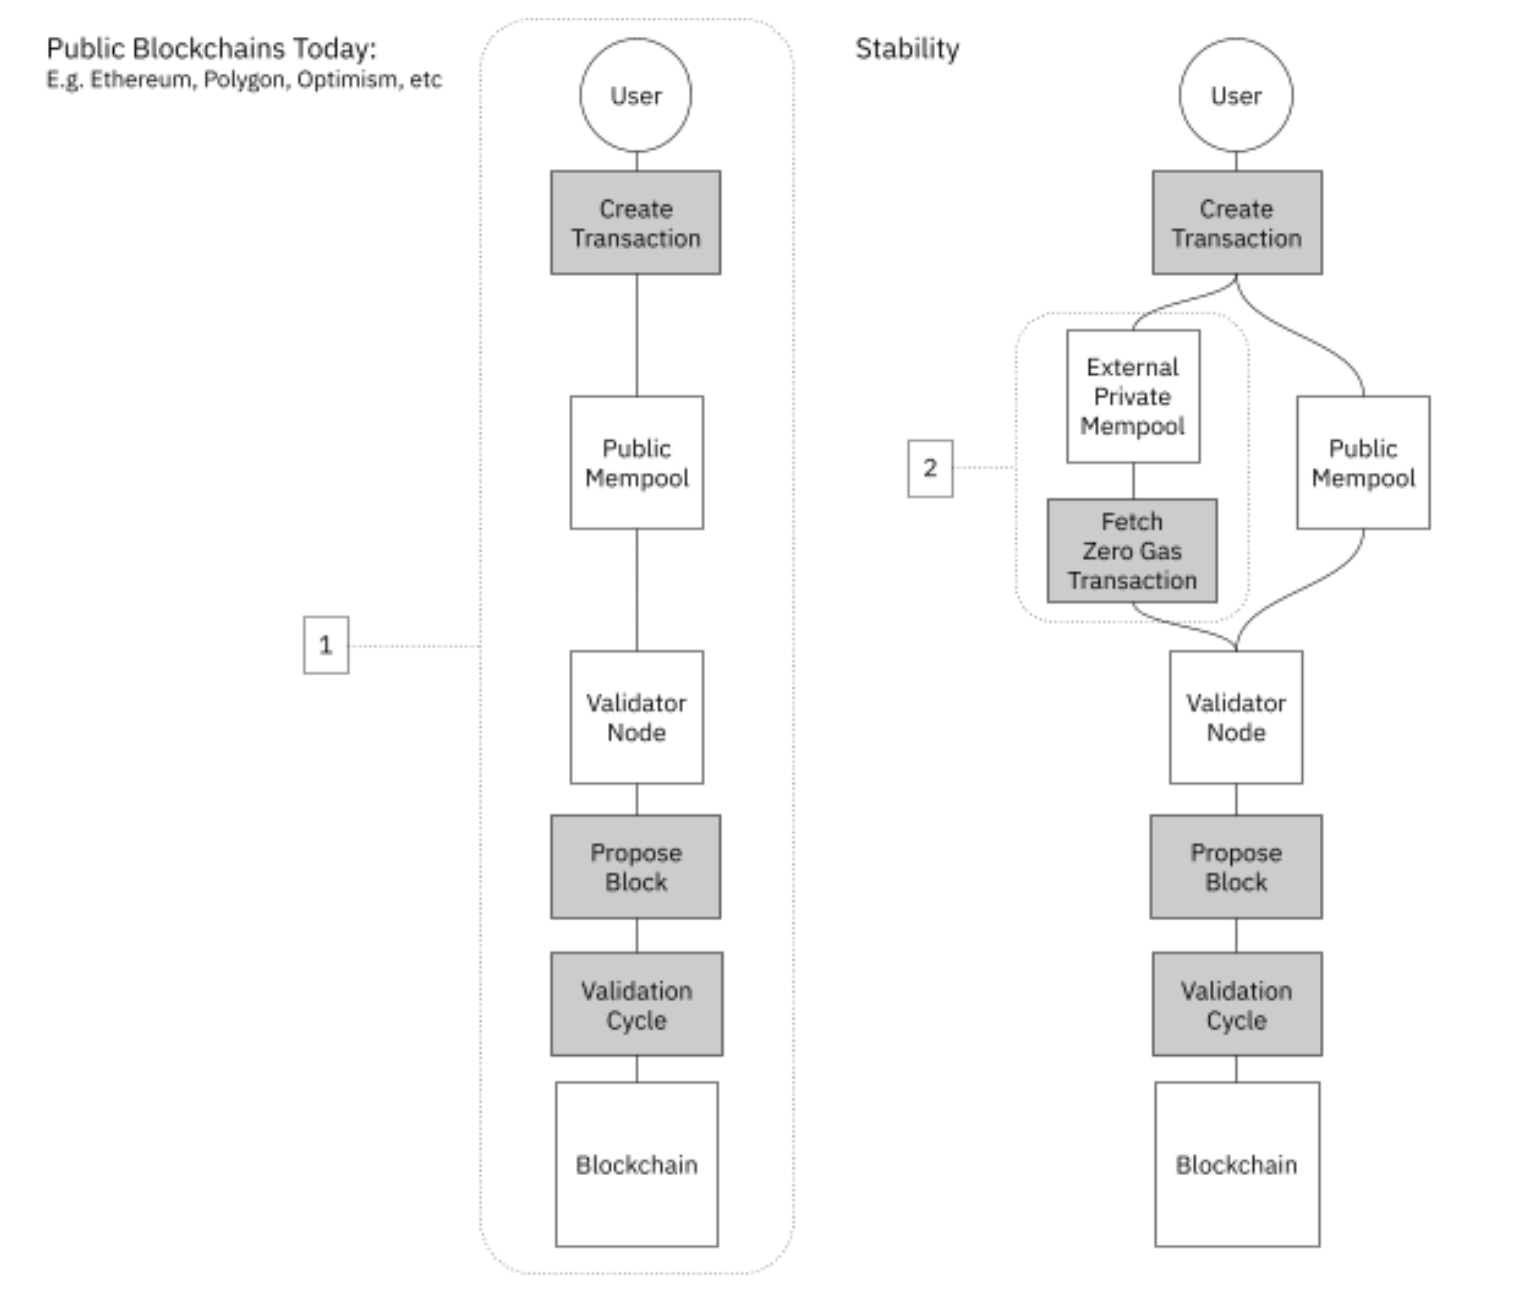 Public Blockchains Today:
E.g. Ethereum, Polygon, Optimism, etc
User
Create
Transaction
Public
Mempool
1
Validator
Node
Propose
Block
Validation
Cycle
Blockchain
Stability
User
Create
Transaction
External
Private
Mempool
2
Fetch
Zero Gas
Transaction
Public
Mempool
Validator
Node
Propose
Block
Validation
Cycle
Blockchain